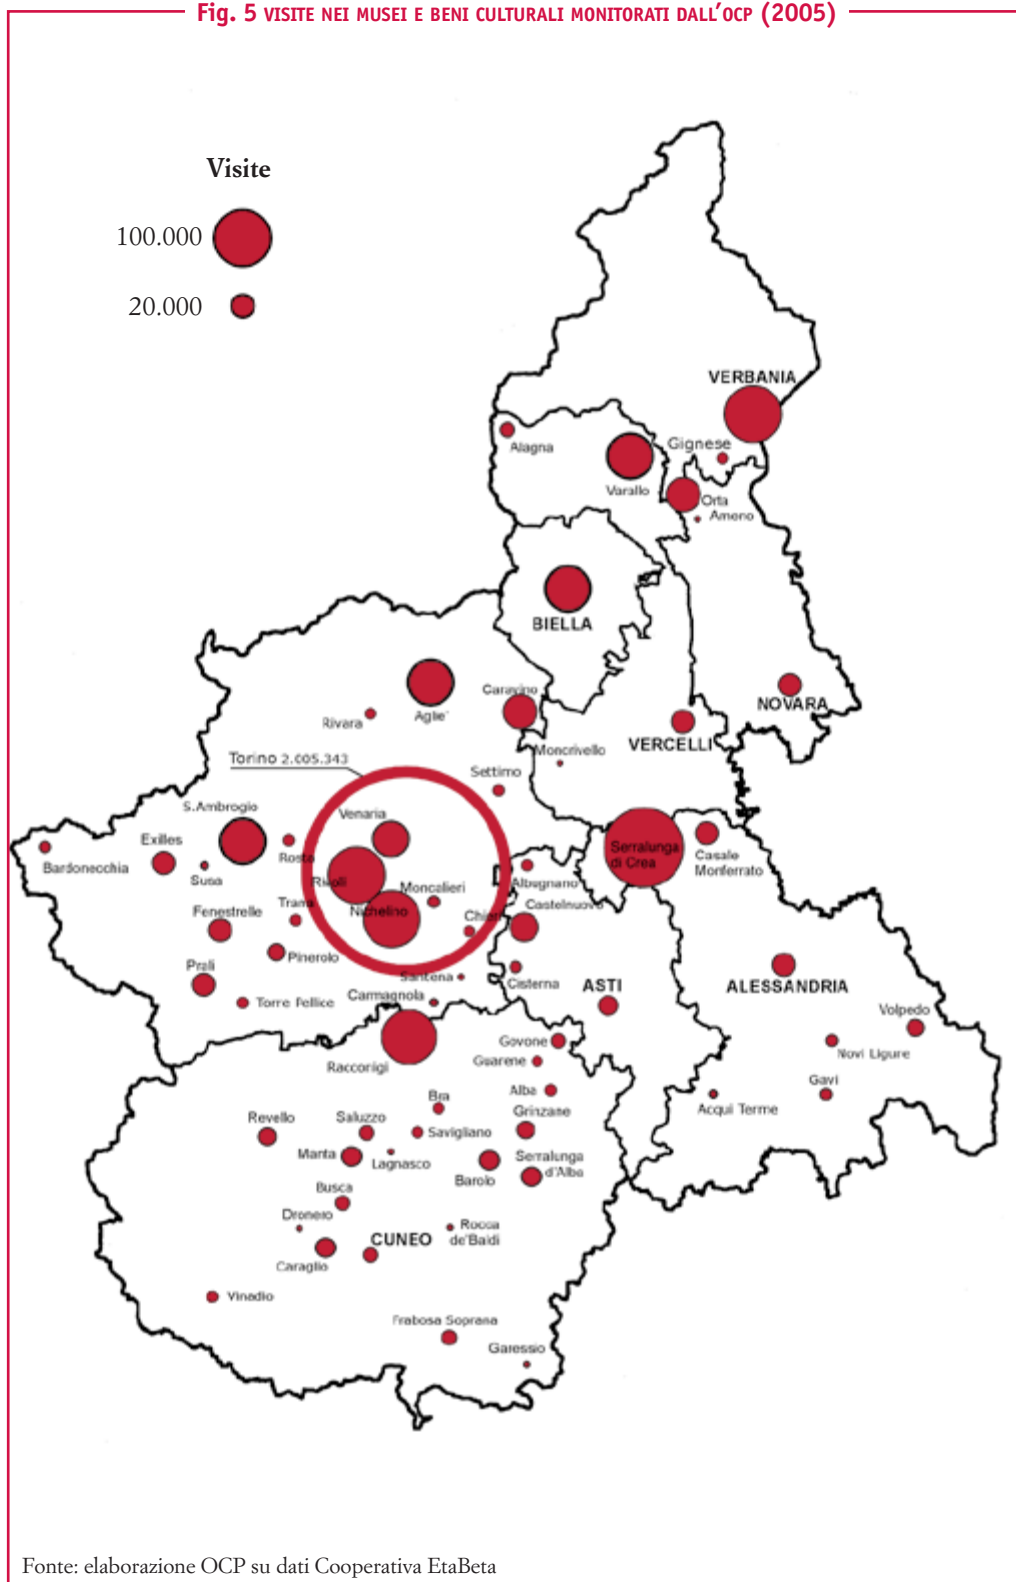 Fig. 5 VISITE NEI MUSEI E BENI CULTURALI MONITORATI DALL'OCP (2005)
Visite
100.000
20.000
VERBANIA
Gignese
Alagna
Varallo
Orta
Ameno
BIELLA
NOVARA
Caravino
Aglie'
Rivara
VERCELLI
Moncrivello
Torino 2.005.343
Settimo
S.Ambrogio
Venaria
Exilles
Serralunga
di Crea
Casale
Monferrato
Rosta
Bardonecchia
Susa
Rivoli
Moncalieri
Albugnano
Castelnuovo
Trana
Fenestrelle
Nichelino
Chieri
Pinerolo
Prali
Santena
Cisterna
ASTI
ALESSANDRIA
Torre Pellice
Carmagnola
Volpedo
Govone
Novi Ligure
Guarene
Racconigi
Gavi
Alba
Bra
Acqui Terme
Grinzane
Revello
Saluzzo
Savigliano
Manta
Lagnasco
Serralunga
d'Alba
Barolo
Busca
Dronero
Rocca
de'Baldi
CUNEO
Caraglio
Vinadio
Frabosa Soprana
Garessio
Fonte: elaborazione OCP su dati Cooperativa EtaBeta